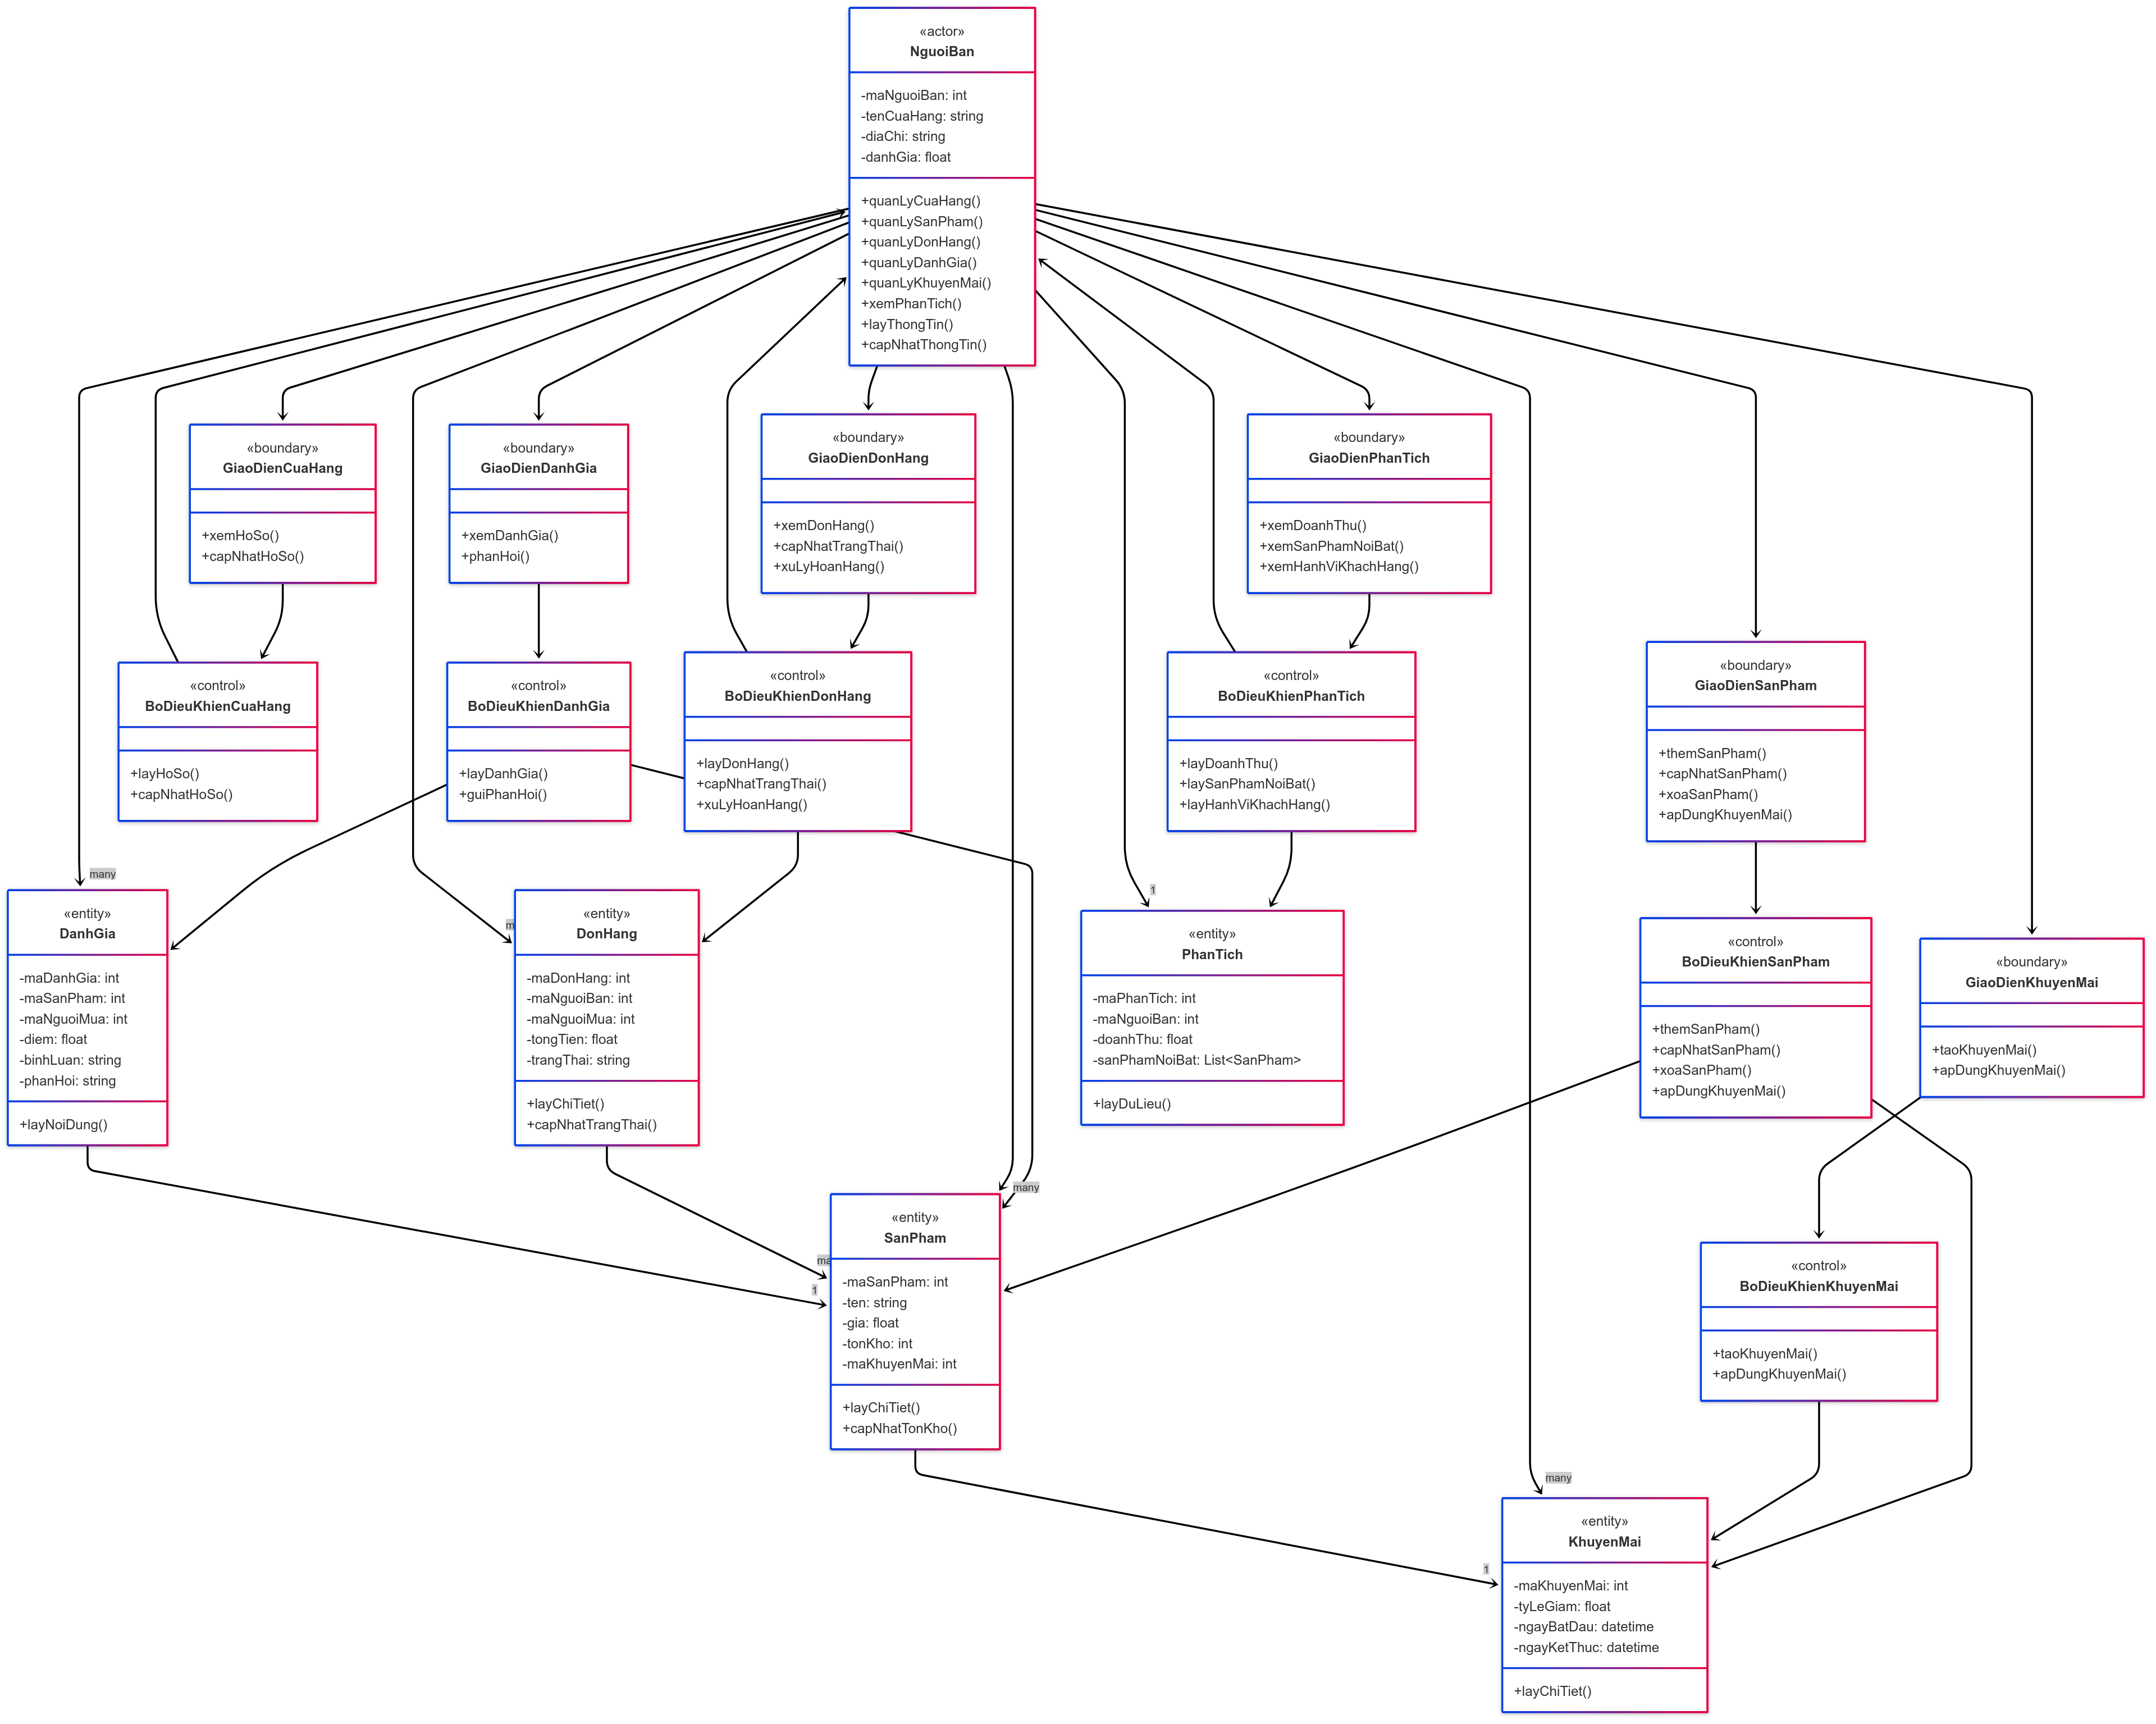 «actor»
NguoiBan
-maNguoiBan: int
-tenCuaHang: string
-diaChi: string
-danhGia: float
+quanLyCuaHang()
+quanLySanPham()
+quanLyDonHang()
+quanLyDanhGia()
+quanLyKhuyenMai()
+xemPhanTich()
+layThongTin()
+capNhatThongTin()
«boundary»
GiaoDienCuaHang
+xemHoSo()
+capNhatHoSo()
«boundary»
GiaoDienDanhGia
+xemDanhGia()
+phanHoi()
«boundary»
GiaoDienDonHang
+xemDonHang()
+capNhatTrangThai()
+xuLyHoanHang()
«boundary»
GiaoDienPhanTich
+xemDoanhThu()
+xemSanPhamNoiBat()
+xemHanhViKhachHang()
«control»
BoDieuKhienCuaHang
+layHoSo()
+capNhatHoSo()
«control»
BoDieuKhienDanhGia
+layDanhGia()
+guiPhanHoi()
«control»
BoDieuKhienDonHang
+layDonHang()
+capNhatTrangThai()
+xuLyHoanHang()
«control»
BoDieuKhienPhanTich
+layDoanhThu()
+laySanPhamNoiBat()
+layHanhViKhachHang()
«boundary»
GiaoDienSanPham
+themSanPham()
+capNhatSanPham()
+xoaSanPham()
+apDungKhuyenMai()
many
«entity»
DanhGia
-maDanhGia: int
-maSanPham: int
-maNguoiMua: int
-diem: float
-binhLuan: string
-phanHoi: string
+layNoiDung()
«entity»
DonHang
-maDonHang: int
-maNguoiBan: int
-maNguoiMua: int
-tongTien: float
-trangThai: string
+layChiTiet()
+capNhatTrangThai()
1
«entity»
PhanTich
-maPhanTich: int
-maNguoiBan: int
-doanhThu: float
-sanPhamNoiBat: List<SanPham>
+layDuLieu()
«control»
BoDieuKhienSanPham
+themSanPham()
+capNhatSanPham()
+xoaSanPham()
+apDungKhuyenMai()
«boundary»
GiaoDienKhuyenMai
+taoKhuyenMai()
+apDungKhuyenMai()
many
1
«entity»
SanPham
-maSanPham: int
-ten: string
-gia: float
-tonKho: int
-maKhuyenMai: int
+layChiTiet()
+capNhatTonKho()
«control»
BoDieuKhienKhuyenMai
+taoKhuyenMai()
+apDungKhuyenMai()
many
1
«entity»
KhuyenMai
-maKhuyenMai: int
-tyLeGiam: float
-ngayBatDau: datetime
-ngayKetThuc: datetime
+layChiTiet()